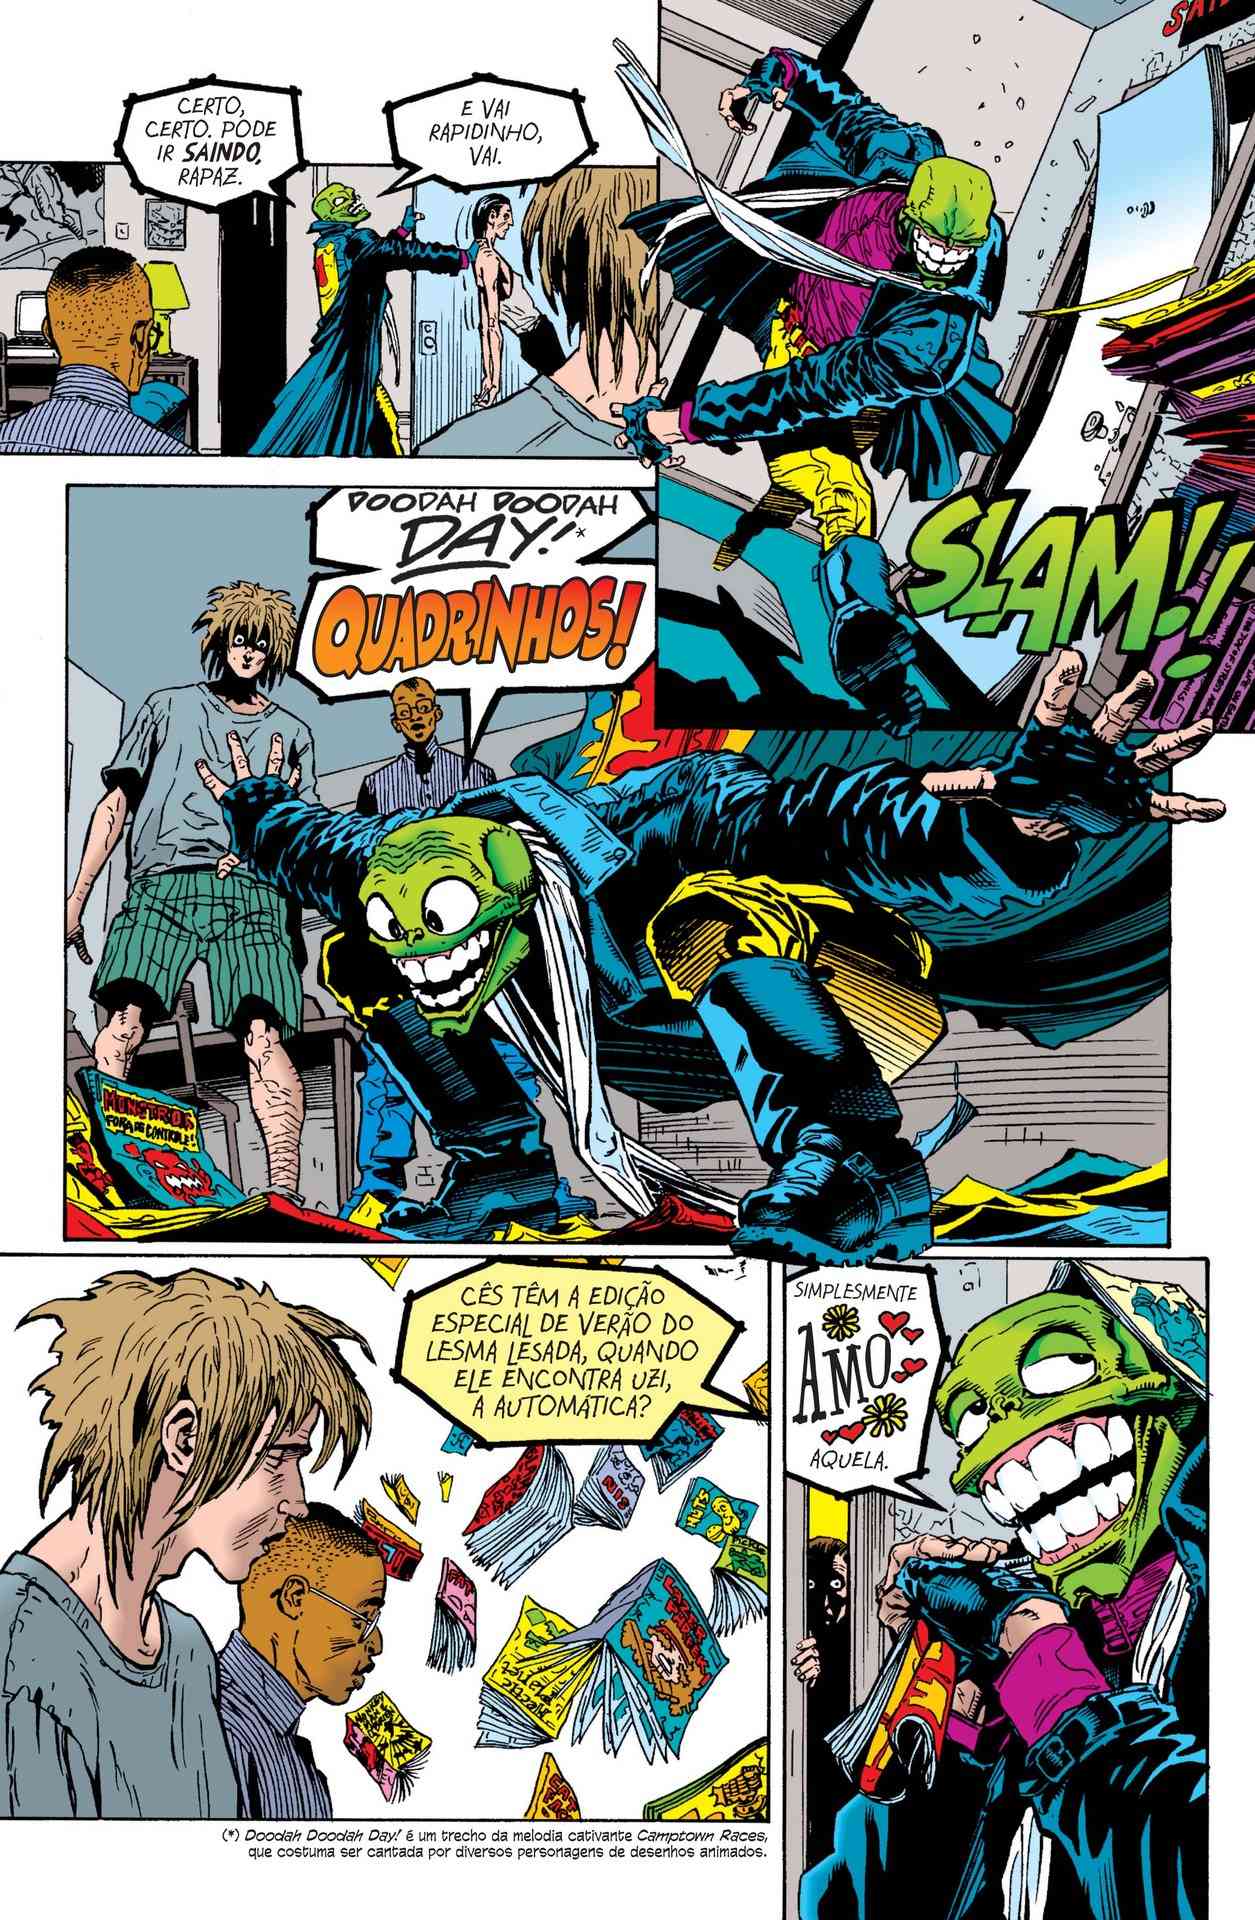 CERTO,
CERTO. PODE
IR SAINDO,
RAPAZ.
E VAI
RAPIDINHO,
VAI.
SLAM!!
DOODAH DOODAH
DAY!*
QUADRINHOS!
MONSTROS
FORA DE CONTROLE!
CÊS TÊM A EDIÇÃO
ESPECIAL DE VERÃO DO
LESMA LESADA, QUANDO
ELE ENCONTRA UZI,
A AUTOMÁTICA?
NUTS
FAT
SIMPLESMENTE
AMO
AQUELA.
(*) Doodah Doodah Day! é um trecho da melodia cativante Camptown Races,
que costuma ser cantada por diversos personagens de desenhos animados.